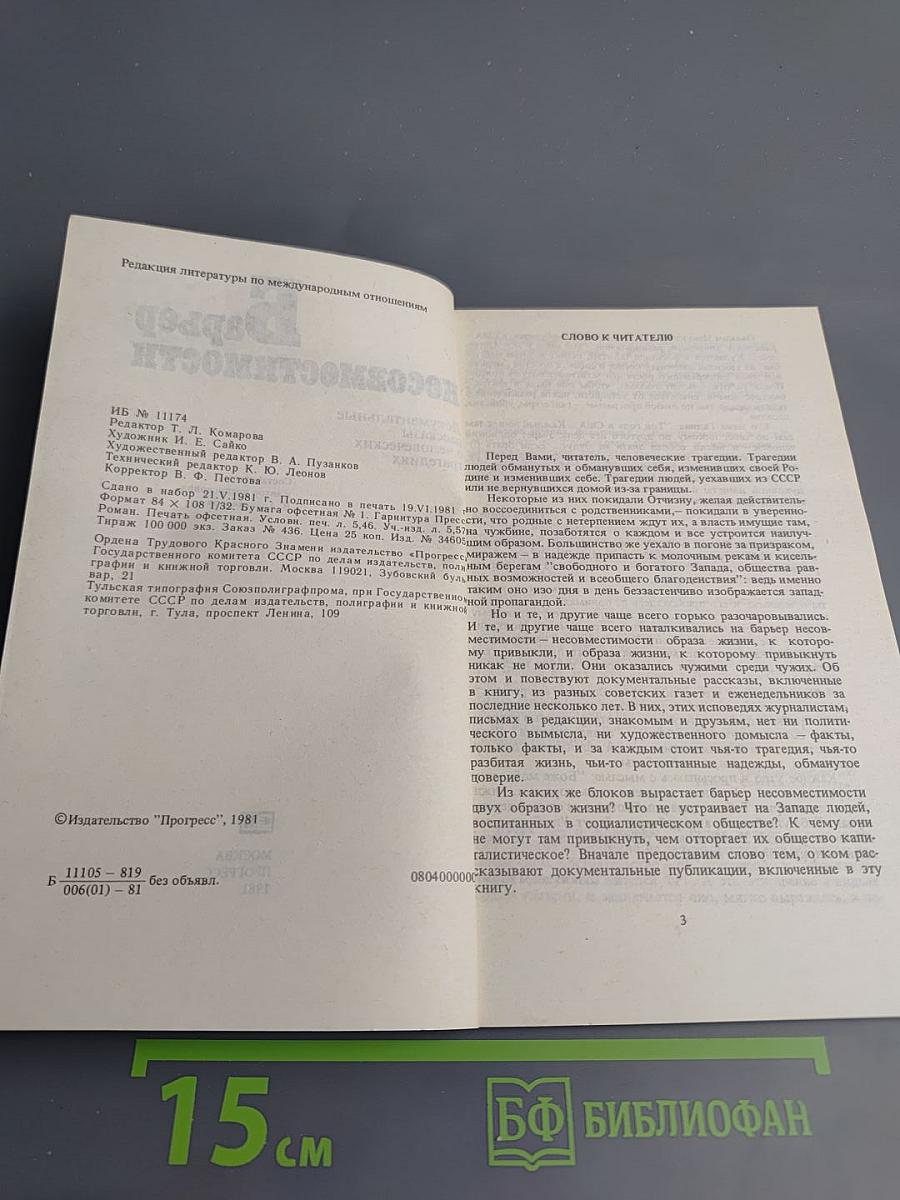 Редакция литературы по международным отношениям
Барьер
несовместимости
ИБ № 11174
Редактор Т. Л. Комарова
Художник И. Е. Сайко
Художественный редактор В. А. Пузанков
Технический редактор К. Ю. Леонов
Корректор В. Ф. Пестова
Сдано в набор 21.V.1981 г. Подписано в печать 19.VI.1981
Формат 84 × 108 1/32. Бумага офсетная № 1. Гарнитура Пресс
Роман. Печать офсетная. Условн. печ. л. 5,46. Уч.-изд. л. 5,57
Тираж 100 000 экз. Заказ № 436. Цена 25 коп. Изд. № 3460
Ордена Трудового Красного Знамени издательство «Прогресс
Государственного комитета СССР по делам издательств, поли
графии и книжной торговли. Москва 119021, Зубовский буль
вар, 21
Тульская типография Союзполиграфпрома, при Государственно
комитете СССР по делам издательств, полиграфии и книжной
торговли, г. Тула, проспект Ленина, 109
©Издательство "Прогресс", 1981
Б 11105 – 819
006(01) – 81 без объявл.
080400000
СЛОВО К ЧИТАТЕЛЮ
Перед Вами, читатель, человеческие трагедии. Трагедии
людей обманутых и обманувших себя, изменивших своей Ро-
дине и изменивших себе. Трагедии людей, уехавших из СССР
или не вернувшихся домой из-за границы.
Некоторые из них покидали Отчизну, желая действитель-
но воссоединиться с родственниками,– покидали в уверенно-
сти, что родные с нетерпением ждут их, а власть имущие там,
на чужбине, позаботятся о каждом и все устроится наилуч-
шим образом. Большинство же уехало в погоне за призраком,
миражем – в надежде припасть к молочным рекам и кисель-
ным берегам "свободного и богатого Запада, общества рав-
ных возможностей и всеобщего благоденствия": ведь именно
таким оно изо дня в день беззастенчиво изображается запад-
ной пропагандой.
Но и те, и другие чаще всего горько разочаровывались.
И те, и другие чаще всего наталкивались на барьер несов-
местимости – несовместимости образа жизни, к которо-
му привыкли, и образа жизни, к которому привыкнуть
никак не могли. Они оказались чужими среди чужих. Об
этом и повествуют документальные рассказы, включенные
в книгу, из разных советских газет и еженедельников за
последние несколько лет. В них, этих исповедях журналистам,
письмах в редакции, знакомым и друзьям, нет ни полити-
ческого вымысла, ни художественного домысла – факты,
только факты, и за каждым стоит чья-то трагедия, чья-то
разбитая жизнь, чьи-то растоптанные надежды, обманутое
доверие.
Из каких же блоков вырастает барьер несовместимости
двух образов жизни? Что не устраивает на Западе людей,
воспитанных в социалистическом обществе? К чему они
не могут там привыкнуть, чем отторгает их общество капи-
талистическое? Вначале предоставим слово тем, о ком рас-
сказывают документальные публикации, включенные в эту
книгу.
3
15 см
БФ БИБЛИОФАН